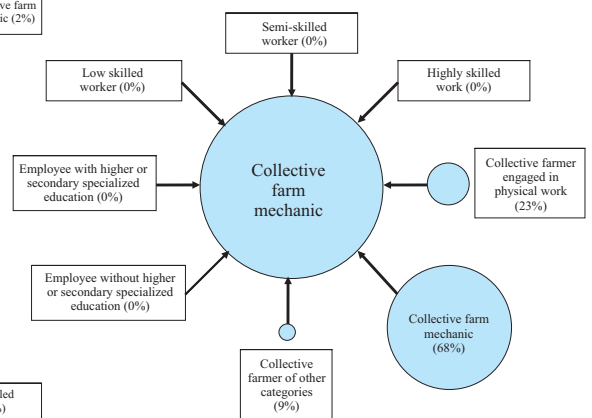 ve farm
ic (2%)
Semi-skilled
worker (0%)
Low skilled
worker (0%)
Highly skilled
work (0%)
Employee with higher or
secondary specialized
education (0%)
Collective
farm
mechanic
Collective farmer
engaged in
physical work
(23%)
Employee without higher
or secondary specialized
education (0%)
Collective farm
mechanic
(68%)
Collective
farmer of other
categories
(9%)
led
)